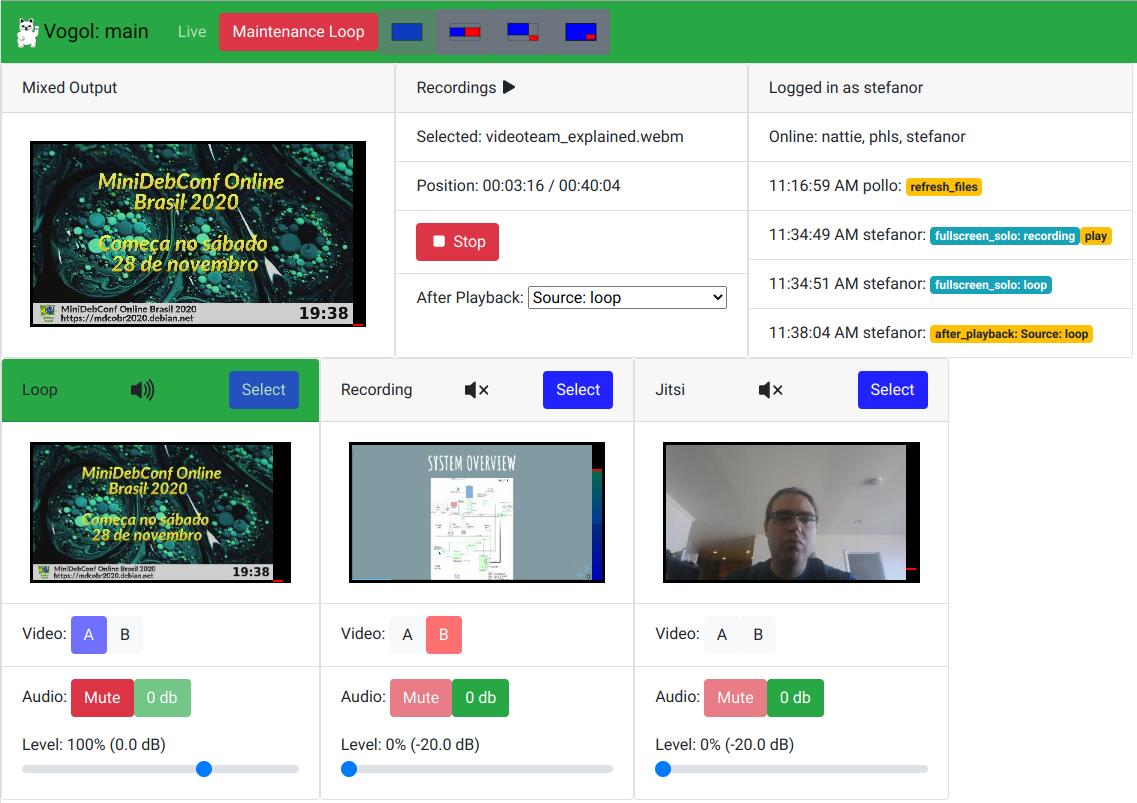 Vogol: main
Live
Maintenance Loop
Mixed Output
MiniDebConf Online
Brasil 2020
Começa no sábado
28 de novembro
MiniDebConf Online Brasil 2020
https://mdcobr2020.debian.net
19:38
Recordings
Selected: videoteam_explained.webm
Position: 00:03:16 / 00:40:04
Stop
After Playback: Source: loop
Logged in as stefanor
Online: nattie, phls, stefanor
11:16:59 AM pollo: refresh_files
11:34:49 AM stefanor: fullscreen_solo: recording play
11:34:51 AM stefanor: fullscreen_solo: loop
11:38:04 AM stefanor: after_playback: Source: loop
Loop
Select
MiniDebConf Online
Brasil 2020
Começa no sábado
28 de novembro
MiniDebConf Online Brasil 2020
https://mdcobr2020.debian.net
19:38
Video: A B
Audio: Mute 0 db
Level: 100% (0.0 dB)
Recording
Select
SYSTEM OVERVIEW
Video: A B
Audio: Mute 0 db
Level: 0% (-20.0 dB)
Jitsi
Select
Video: A B
Audio: Mute 0 db
Level: 0% (-20.0 dB)